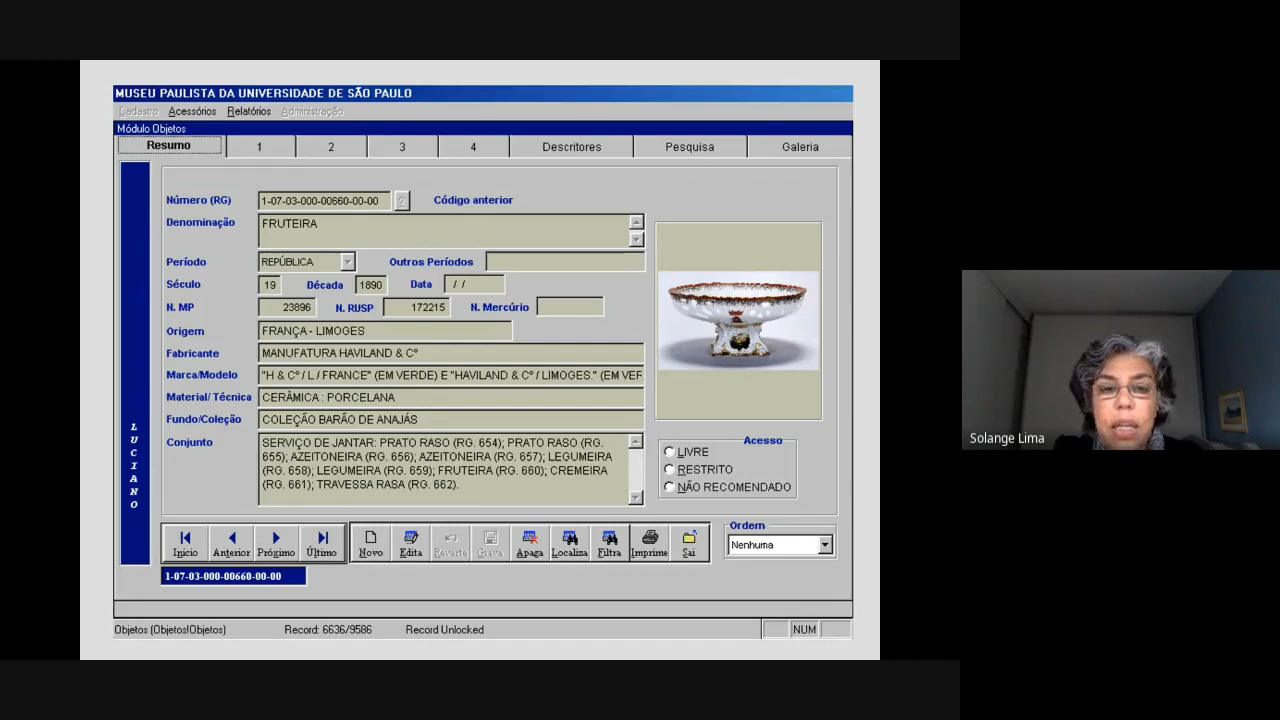 MUSEU PAULISTA DA UNIVERSIDADE DE SÃO PAULO
Cadastro Acessórios Relatórios Administração
Módulo Objetos
Resumo 1 2 3 4 Descritores Pesquisa Galeria
Número (RG) 1-07-03-000-00660-00-00 ? Código anterior
Denominação FRUTEIRA
Período REPÚBLICA Outros Períodos
Século 19 Década 1890 Data / /
N. MP 23896 N. RUSP 172215 N. Mercúrio
Origem FRANÇA - LIMOGES
Fabricante MANUFATURA HAVILAND & Cº
Marca/Modelo "H & Cº / L / FRANCE" (EM VERDE) E "HAVILAND & Cº / LIMOGES." (EM VER
Material/ Técnica CERÂMICA : PORCELANA
Fundo/Coleção COLEÇÃO BARÃO DE ANAJÁS
Conjunto SERVIÇO DE JANTAR: PRATO RASO (RG. 654); PRATO RASO (RG.
655); AZEITONEIRA (RG. 656); AZEITONEIRA (RG. 657); LEGUMEIRA
(RG. 658); LEGUMEIRA (RG. 659); FRUTEIRA (RG. 660); CREMEIRA
(RG. 661); TRAVESSA RASA (RG. 662).
Acesso
LIVRE
RESTRITO
NÃO RECOMENDADO
LUCIANO
Início Anterior Próximo Último Novo Edita Reverte Grava Apaga Localiza Filtra Imprime Sai
Ordem
Nenhuma
1-07-03-000-00660-00-00
Objetos (Objetos!Objetos) Record: 6636/9586 Record Unlocked NUM
Solange Lima